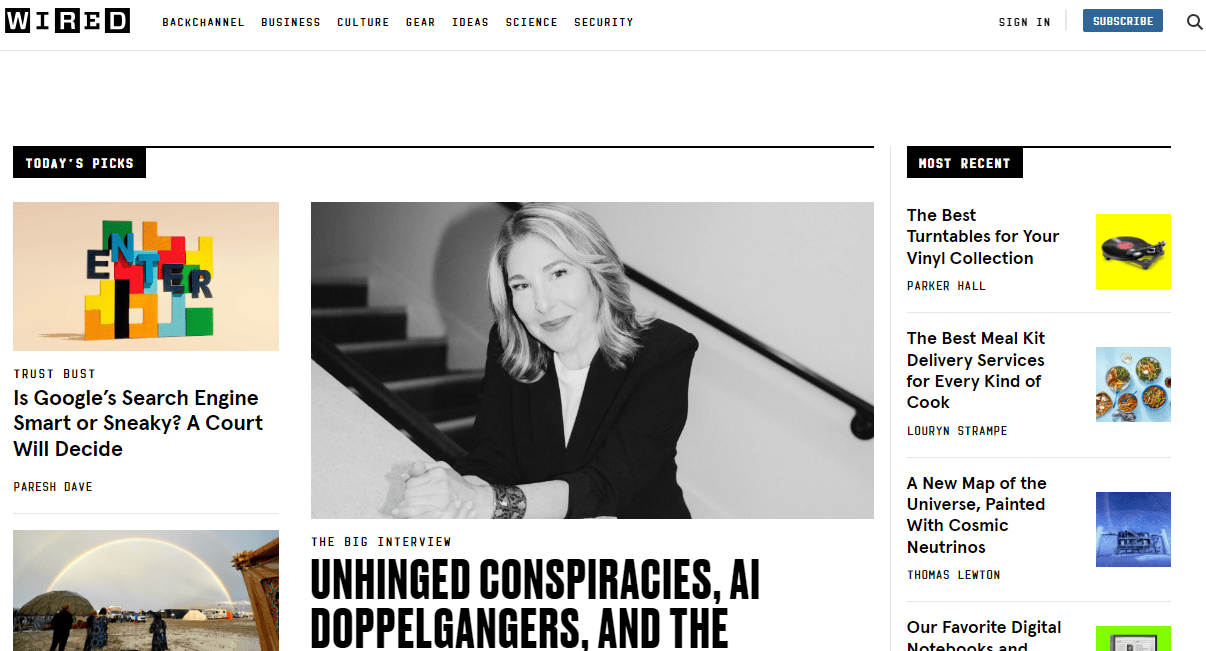 WIRED
BACKCHANNEL BUSINESS CULTURE GEAR IDEAS SCIENCE SECURITY
SIGN IN
SUBSCRIBE
TODAY'S PICKS
ENTER
TRUST BUST
Is Google’s Search Engine
Smart or Sneaky? A Court
Will Decide
PARESH DAVE
THE BIG INTERVIEW
UNHINGED CONSPIRACIES, AI
DOPPELGANGERS, AND THE
MOST RECENT
The Best
Turntables for Your
Vinyl Collection
PARKER HALL
The Best Meal Kit
Delivery Services
for Every Kind of
Cook
LOURYN STRAMPE
A New Map of the
Universe, Painted
With Cosmic
Neutrinos
THOMAS LEWTON
Our Favorite Digital
Notebooks and